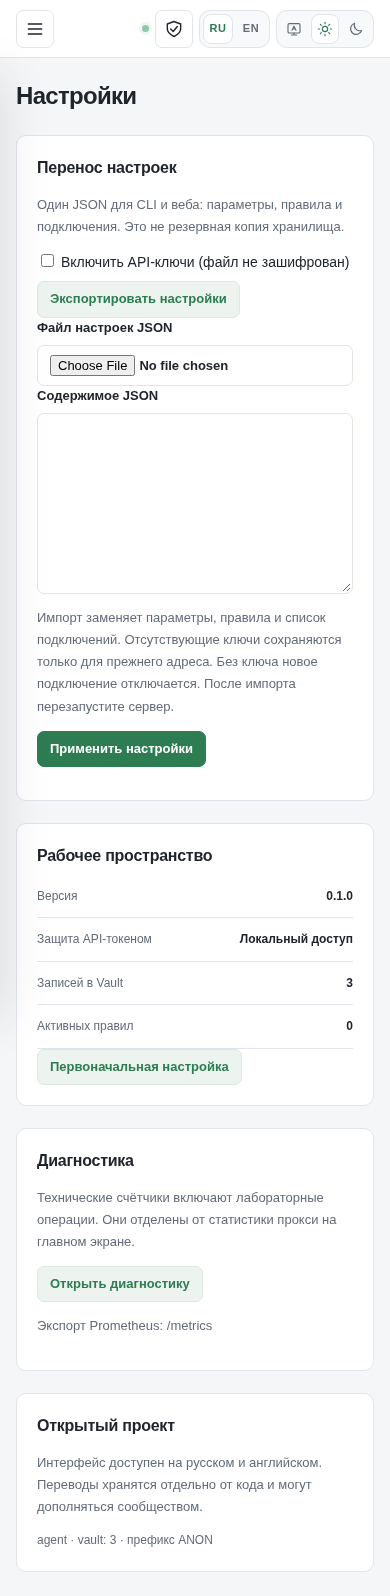 RU EN
Настройки
Перенос настроек
Один JSON для CLI и веба: параметры, правила и
подключения. Это не резервная копия хранилища.
Включить API-ключи (файл не зашифрован)
Экспортировать настройки
Файл настроек JSON
Choose File No file chosen
Содержимое JSON
Импорт заменяет параметры, правила и список
подключений. Отсутствующие ключи сохраняются
только для прежнего адреса. Без ключа новое
подключение отключается. После импорта
перезапустите сервер.
Применить настройки
Рабочее пространство
Версия 0.1.0
Защита API-токеном Локальный доступ
Записей в Vault 3
Активных правил 0
Первоначальная настройка
Диагностика
Технические счётчики включают лабораторные
операции. Они отделены от статистики прокси на
главном экране.
Открыть диагностику
Экспорт Prometheus: /metrics
Открытый проект
Интерфейс доступен на русском и английском.
Переводы хранятся отдельно от кода и могут
дополняться сообществом.
agent · vault: 3 · префикс ANON